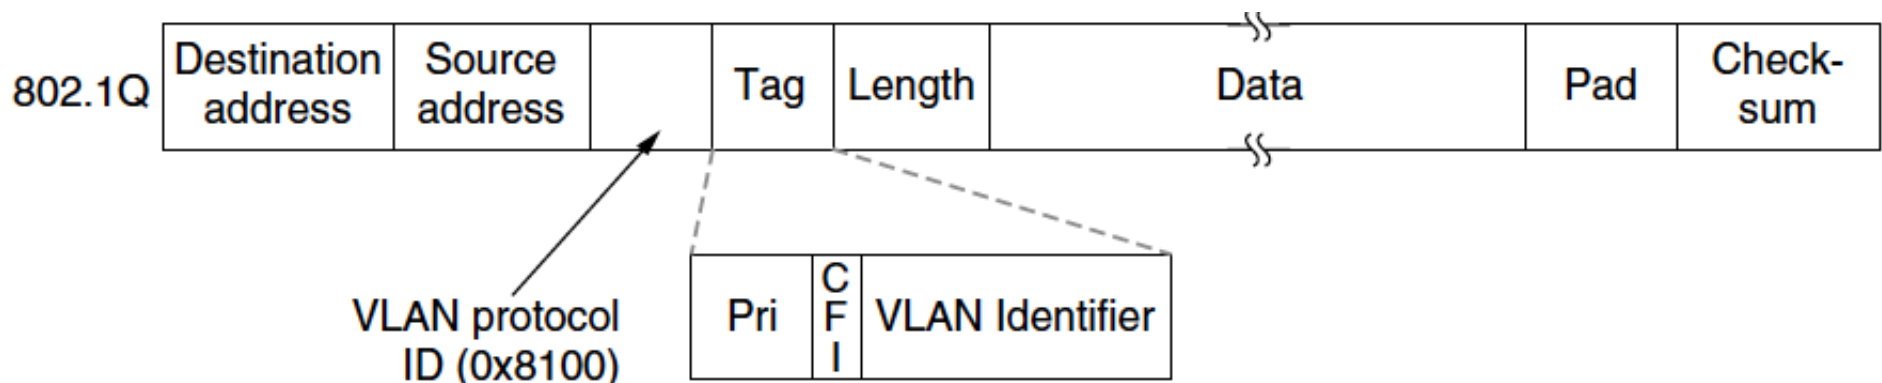 802.1Q
Destination
address
Source
address
Tag
Length
Data
Pad
Check-
sum
VLAN protocol
ID (0x8100)
Pri
C
F
I
VLAN Identifier